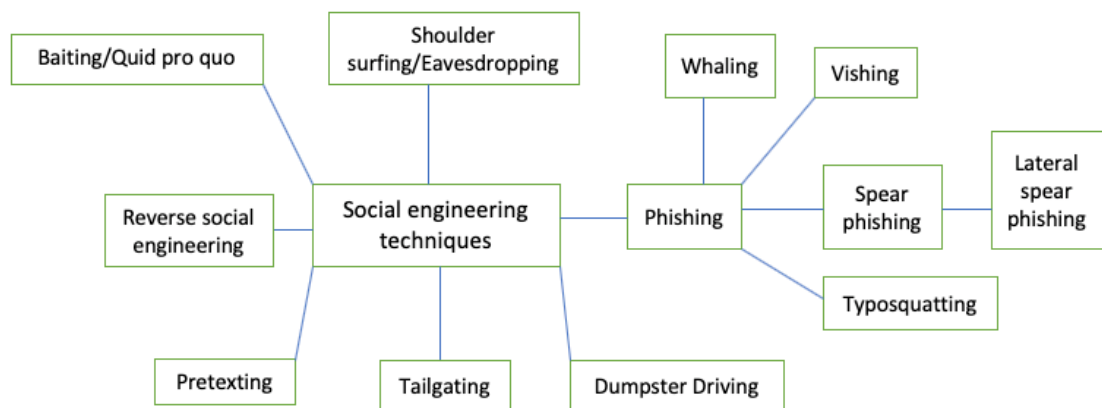 Baiting/Quid pro quo
Shoulder
surfing/Eavesdropping
Whaling
Vishing
Reverse social
engineering
Social engineering
techniques
Phishing
Spear
phishing
Lateral
spear
phishing
Typosquatting
Pretexting
Tailgating
Dumpster Driving